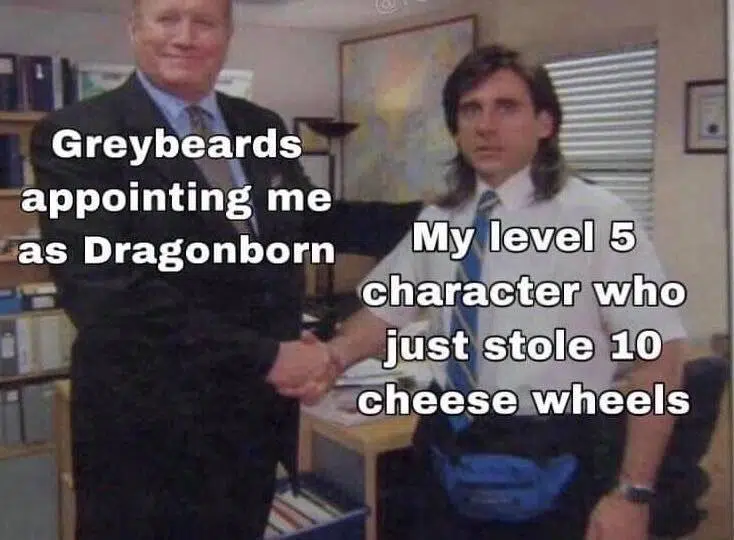 Greybeards
appointing me
as Dragonborn
My level 5
character who
just stole 10
cheese wheels